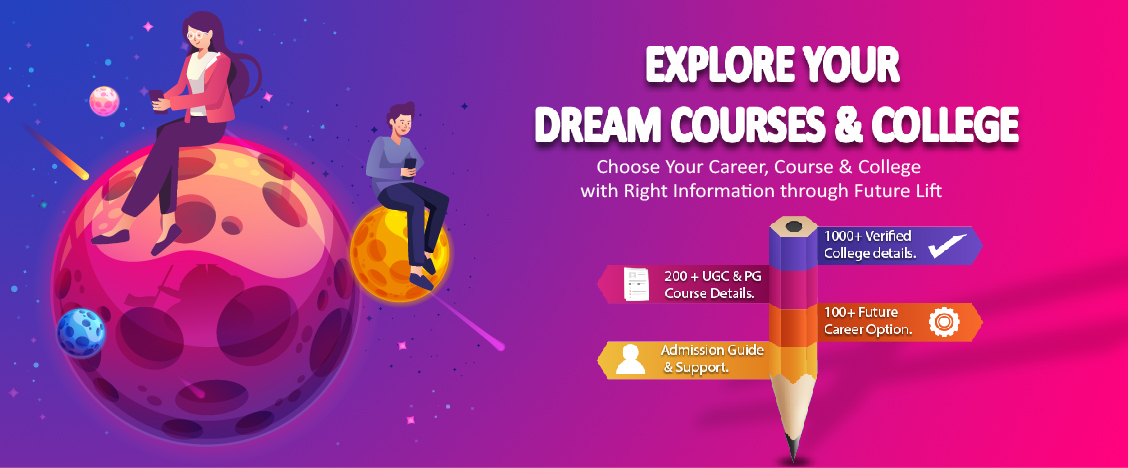 EXPLORE YOUR
DREAM COURSES & COLLEGE
Choose Your Career, Course & College
with Right Information through Future Lift
1000+ Verified
College details.
200 + UGC & PG
Course Details.
100+ Future
Career Option.
Admission Guide
& Support.